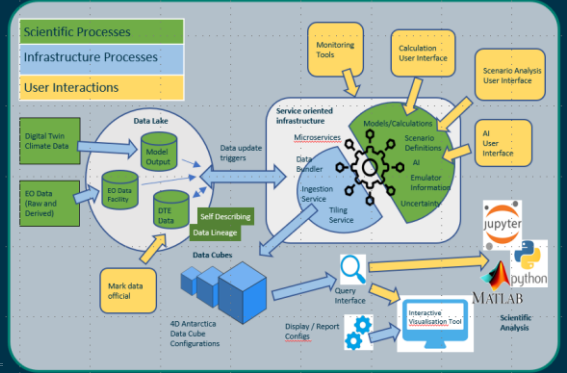 Scientific Processes
Infrastructure Processes
User Interactions
Monitoring
Tools
Calculation
User Interface
Scenario Analysis
User Interface
AI
User
Interface
Digital Twin
Climate Data
EO Data
(Raw and
Derived)
Data Lake
Model
Output
EO Data
Facility
DTE
Data
Self Describing
Data Lineage
Mark data
official
Data update
triggers
Service oriented
infrastructure
Microservices
Data
Bundler
Ingestion
Service
Tiling
Service
Models/Calculations
Scenario
Definitions
AI
Emulator
Information
Uncertainty
Data Cubes
4D Antarctica
Data Cube
Configurations
Query
Interface
Display / Report
Configs
Interactive
Visualisation Tool
jupyter
python
MATLAB
Scientific
Analysis